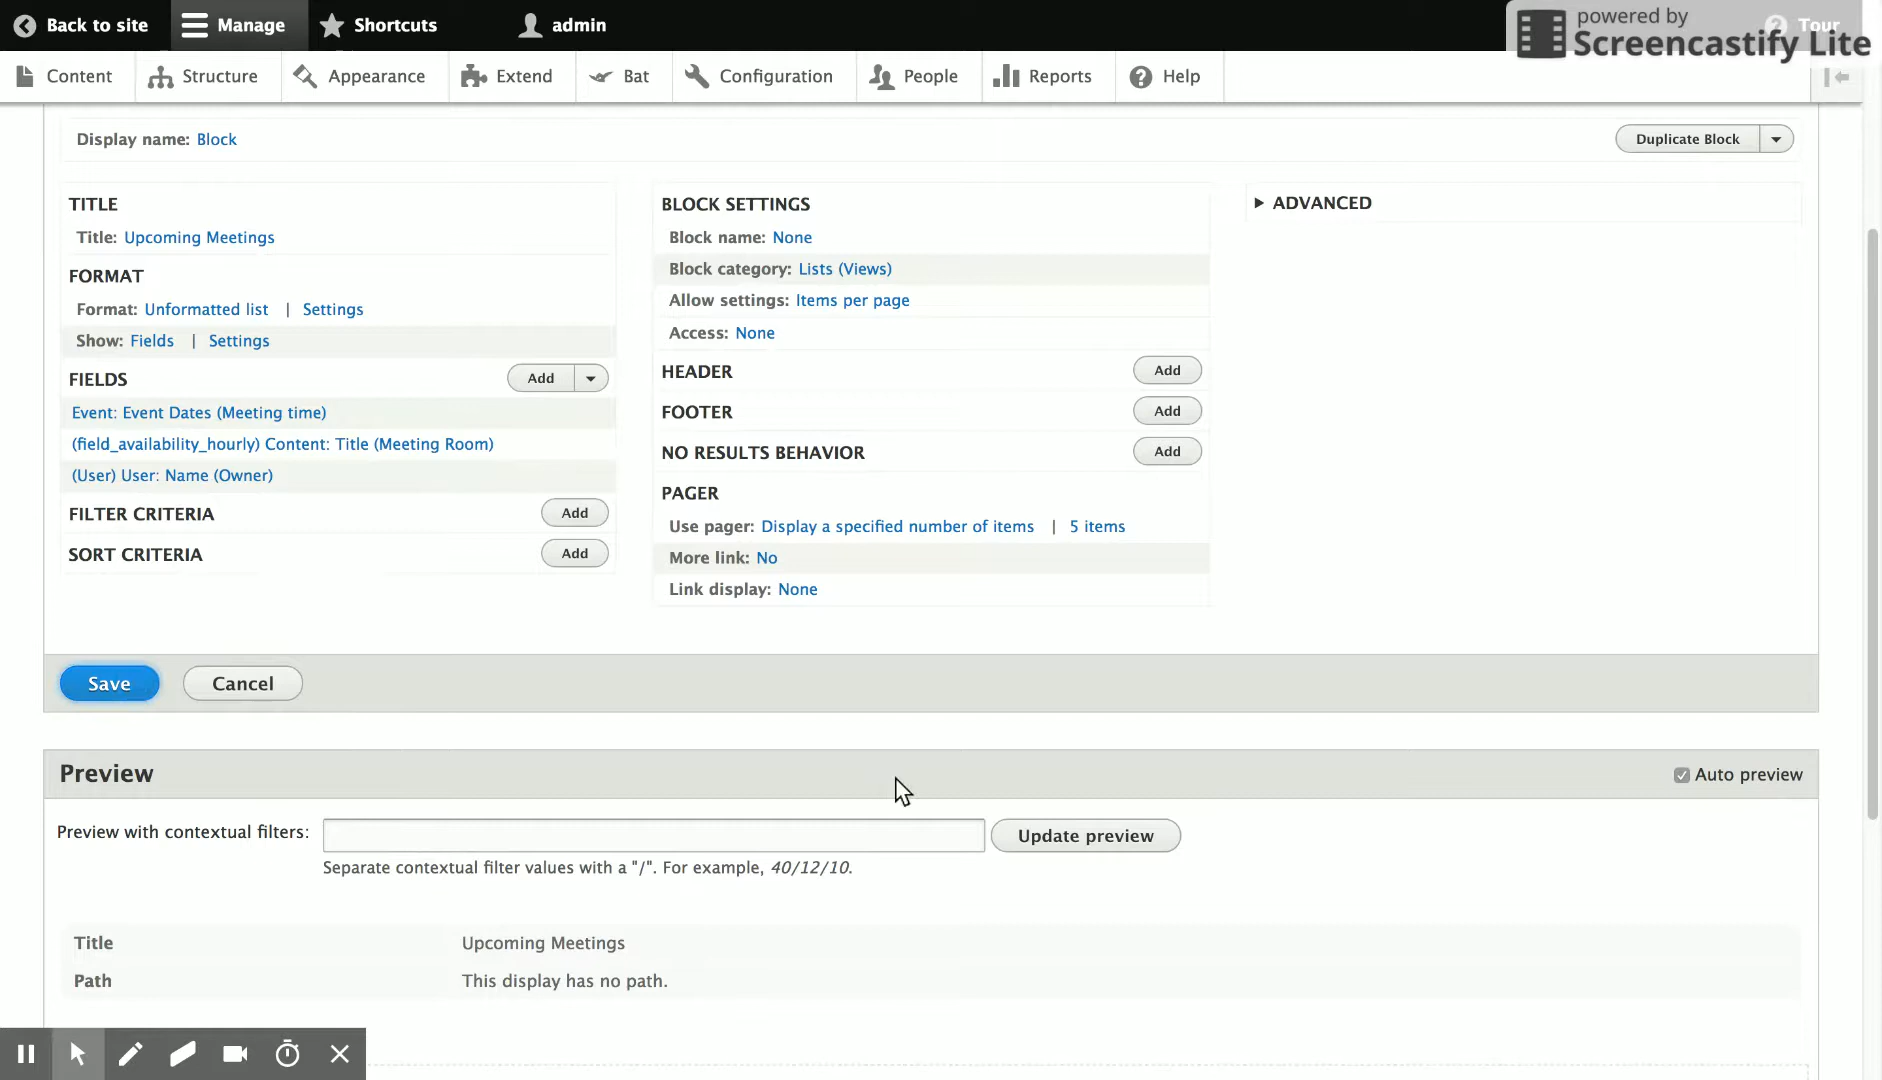 Back to site
Manage
Shortcuts
admin
Tour
powered by
Screencastify Lite
Content
Structure
Appearance
Extend
Bat
Configuration
People
Reports
Help
Display name: Block
Duplicate Block
TITLE
Title: Upcoming Meetings
FORMAT
Format: Unformatted list | Settings
Show: Fields | Settings
FIELDS
Add
Event: Event Dates (Meeting time)
(field_availability_hourly) Content: Title (Meeting Room)
(User) User: Name (Owner)
FILTER CRITERIA
Add
SORT CRITERIA
Add
BLOCK SETTINGS
Block name: None
Block category: Lists (Views)
Allow settings: Items per page
Access: None
HEADER
Add
FOOTER
Add
NO RESULTS BEHAVIOR
Add
PAGER
Use pager: Display a specified number of items | 5 items
More link: No
Link display: None
ADVANCED
Save
Cancel
Preview
Auto preview
Preview with contextual filters:
Update preview
Separate contextual filter values with a "/". For example, 40/12/10.
Title
Upcoming Meetings
Path
This display has no path.